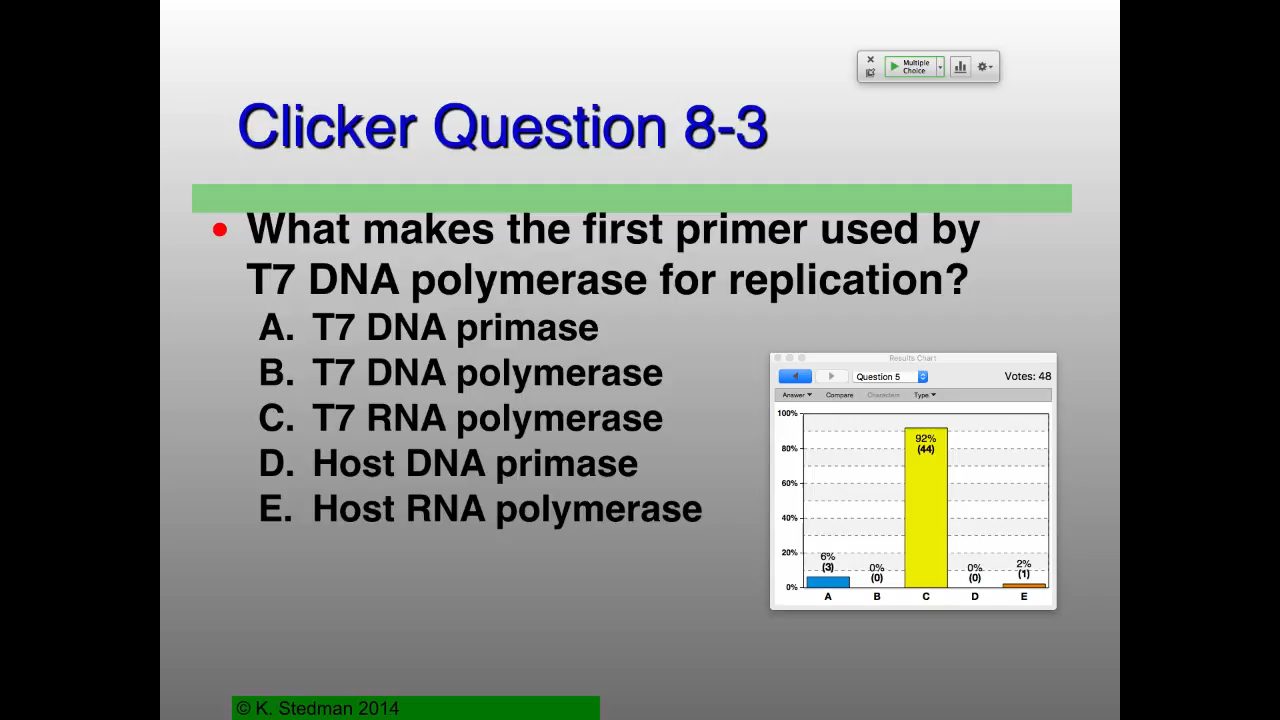 Multiple
Choice
Clicker Question 8-3
• What makes the first primer used by
T7 DNA polymerase for replication?
A. T7 DNA primase
B. T7 DNA polymerase
C. T7 RNA polymerase
D. Host DNA primase
E. Host RNA polymerase
Results Chart
Question 5
Votes: 48
Answer Compare Characters Type
100%
80%
60%
40%
20%
0%
6%
(3)
0%
(0)
92%
(44)
0%
(0)
2%
(1)
A B C D E
© K. Stedman 2014